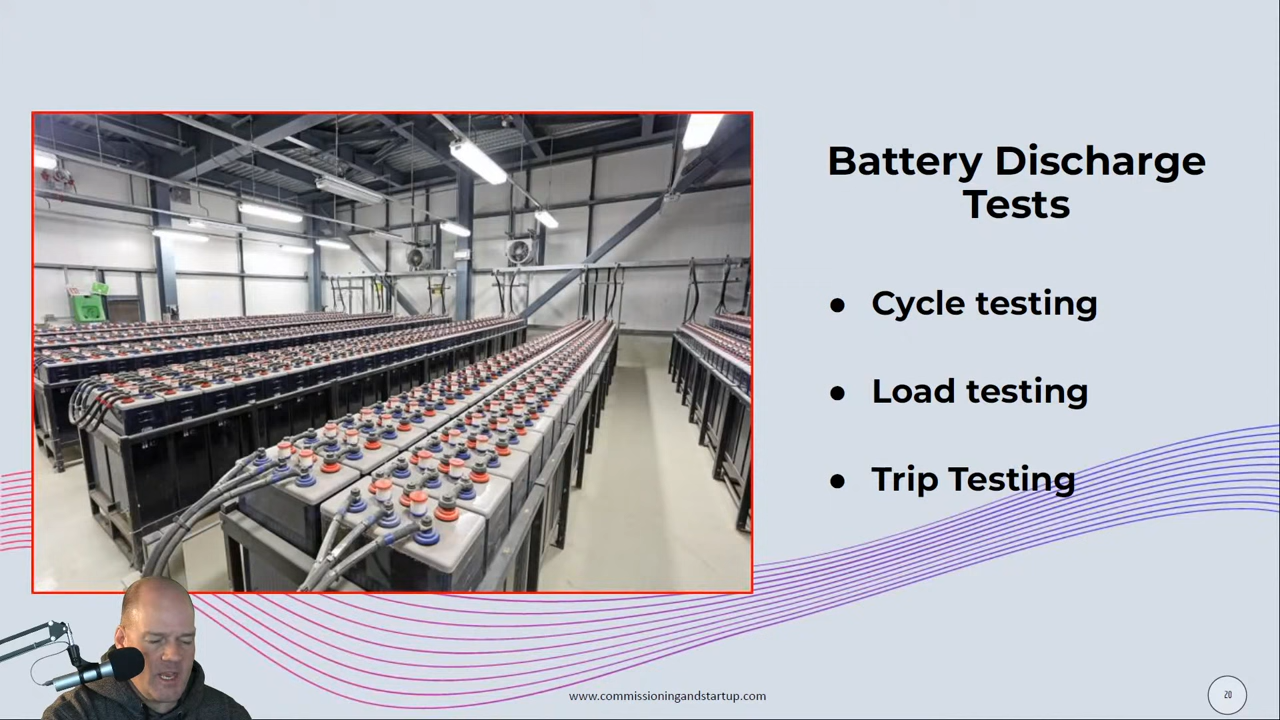 Battery Discharge
Tests
● Cycle testing
● Load testing
● Trip Testing
www.commissioningandstartup.com
20